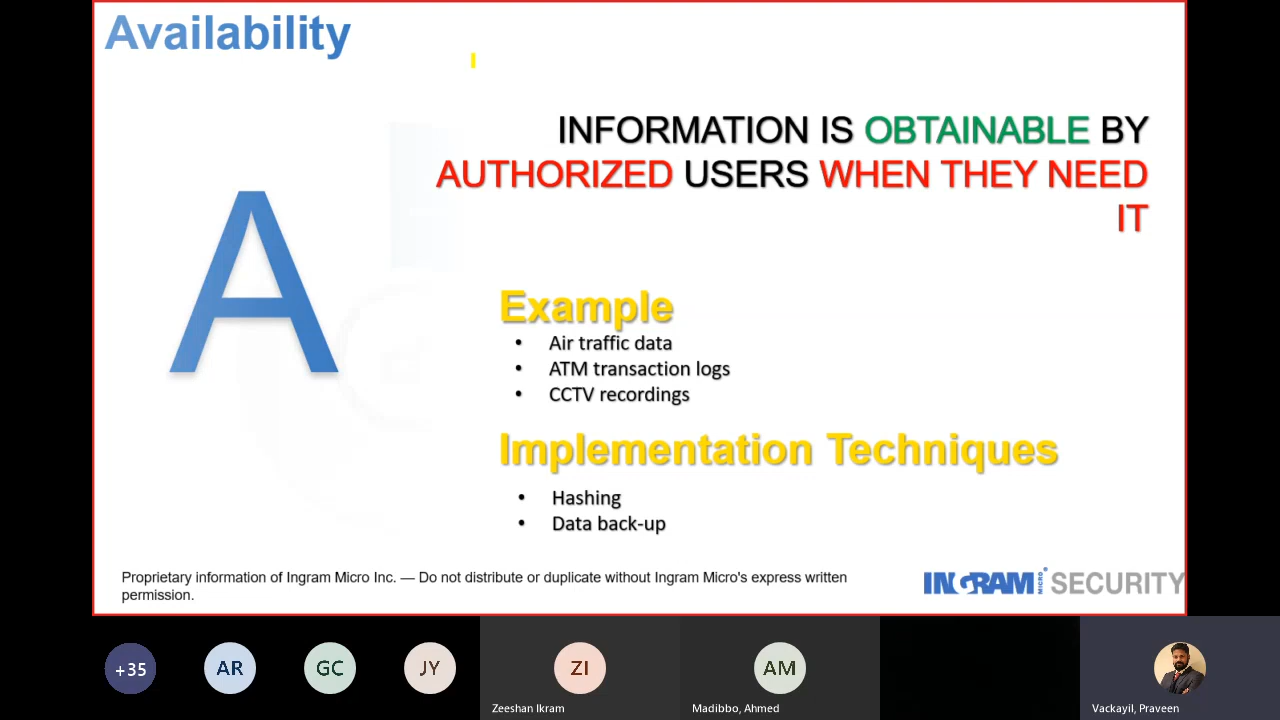 Availability
INFORMATION IS OBTAINABLE BY
AUTHORIZED USERS WHEN THEY NEED
IT
A
Example
• Air traffic data
• ATM transaction logs
• CCTV recordings
Implementation Techniques
• Hashing
• Data back-up
Proprietary information of Ingram Micro Inc. — Do not distribute or duplicate without Ingram Micro's express written
permission.
INGRAM MICRO SECURITY
+35
AR
GC
JY
ZI
AM
Zeeshan Ikram
Madibbo, Ahmed
Vackayil, Praveen